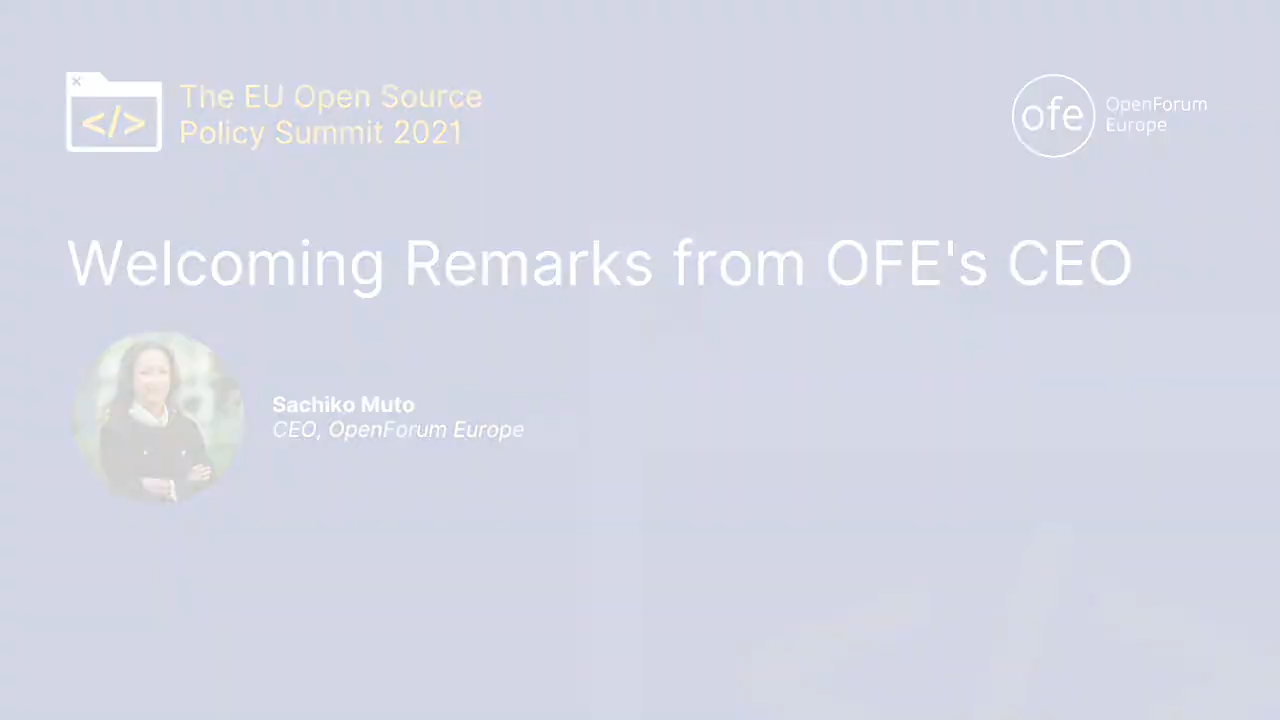 The EU Open Source
Policy Summit 2021
</>
ofe
OpenForum
Europe
Welcoming Remarks from OFE's CEO
Sachiko Muto
CEO, OpenForum Europe